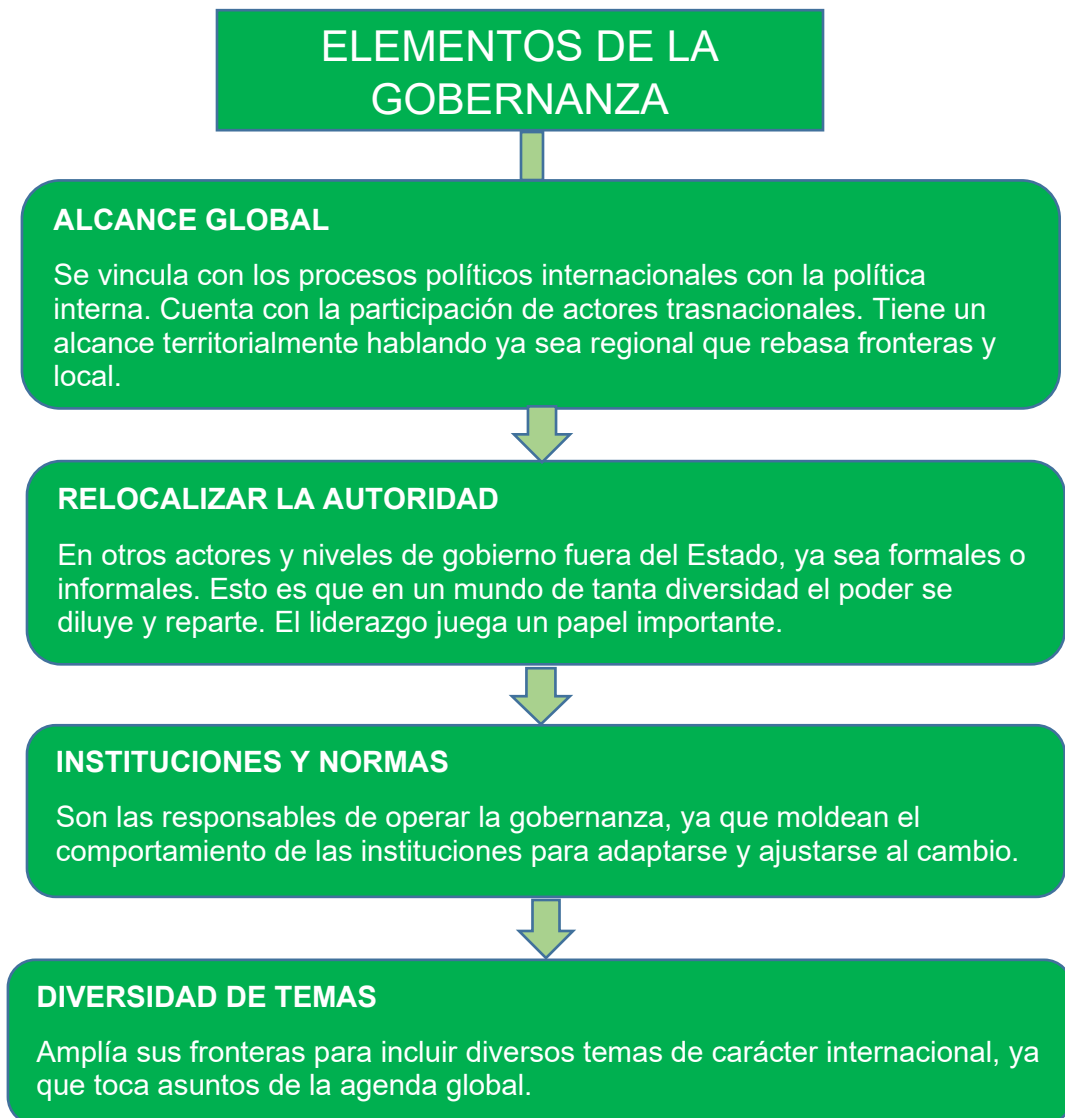 ELEMENTOS DE LA
GOBERNANZA
ALCANCE GLOBAL
Se vincula con los procesos políticos internacionales con la política
interna. Cuenta con la participación de actores trasnacionales. Tiene un
alcance territorialmente hablando ya sea regional que rebasa fronteras y
local.
RELOCALIZAR LA AUTORIDAD
En otros actores y niveles de gobierno fuera del Estado, ya sea formales o
informales. Esto es que en un mundo de tanta diversidad el poder se
diluye y reparte. El liderazgo juega un papel importante.
INSTITUCIONES Y NORMAS
Son las responsables de operar la gobernanza, ya que moldean el
comportamiento de las instituciones para adaptarse y ajustarse al cambio.
DIVERSIDAD DE TEMAS
Amplía sus fronteras para incluir diversos temas de carácter internacional, ya
que toca asuntos de la agenda global.